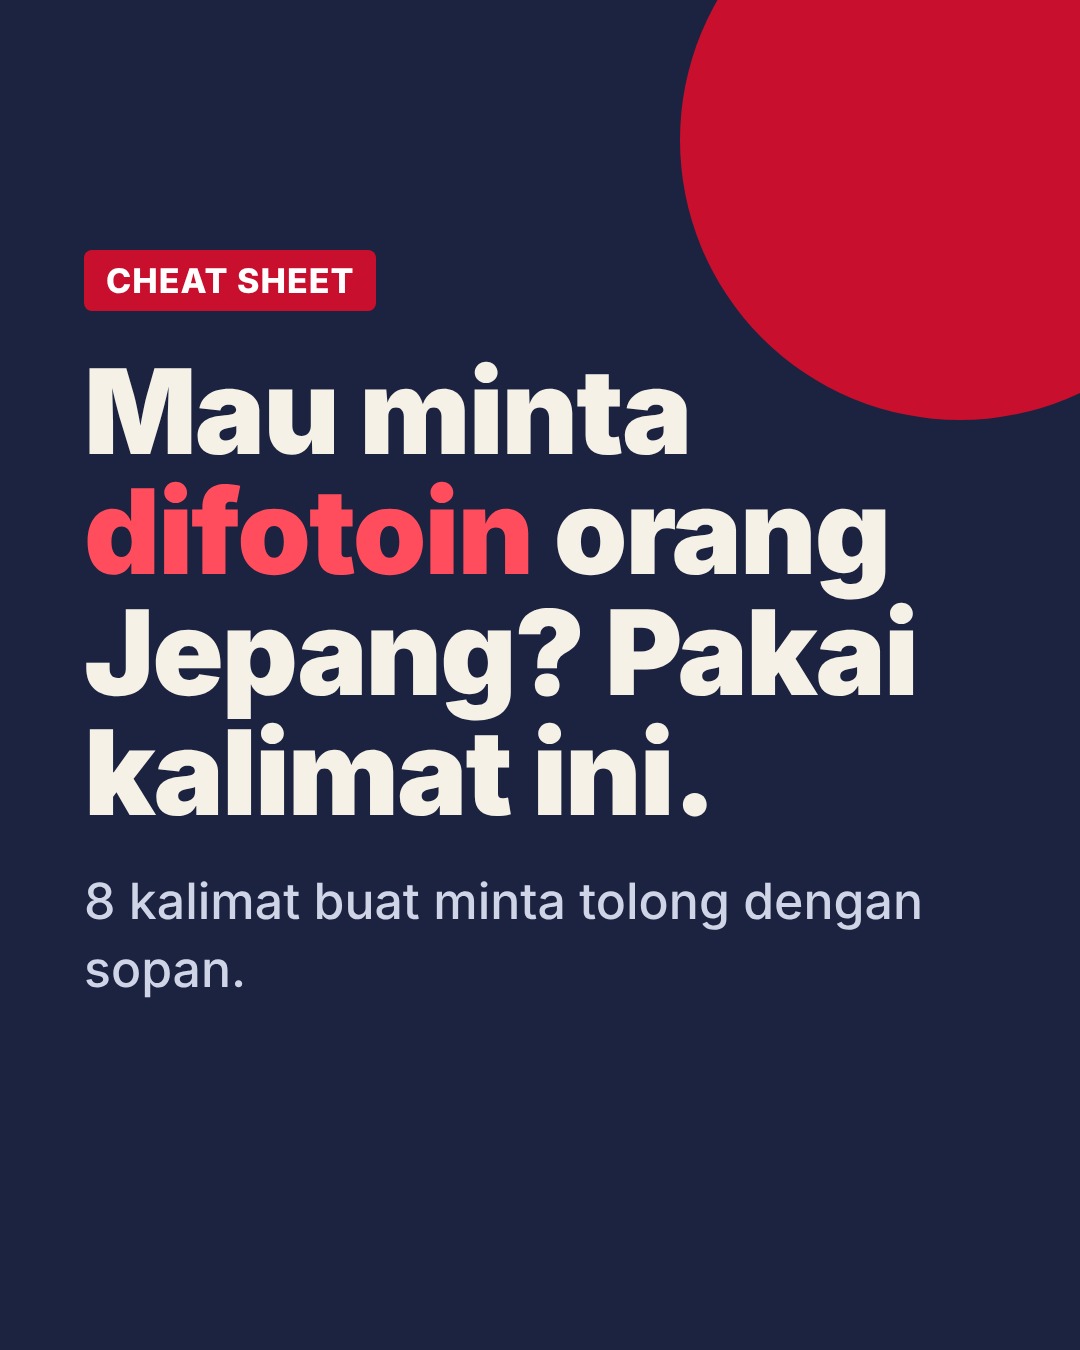 CHEAT SHEET
Mau minta
difotoin orang
Jepang? Pakai
kalimat ini.
8 kalimat buat minta tolong dengan
sopan.